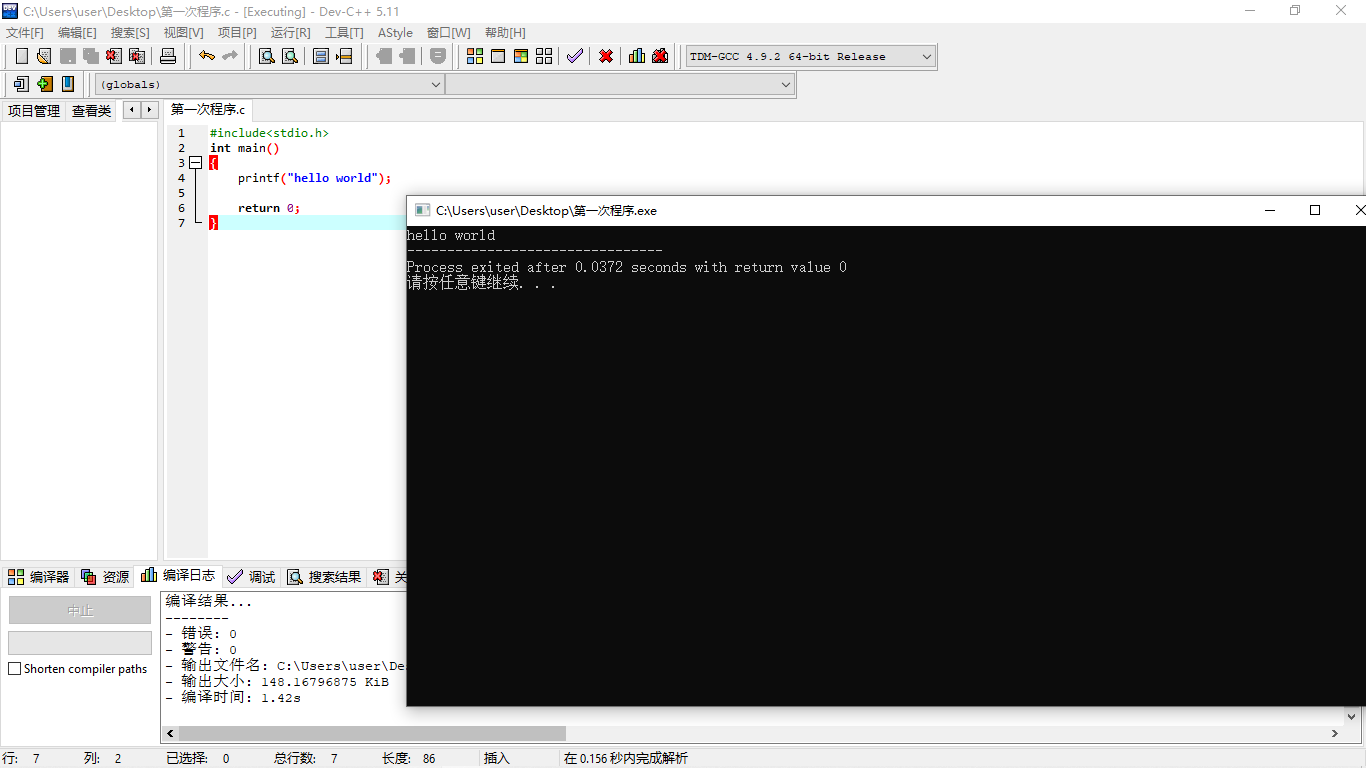 C:\Users\user\Desktop\第一次程序.c - [Executing] - Dev-C++ 5.11
文件[F] 编辑[E] 搜索[S] 视图[V] 项目[P] 运行[R] 工具[T] AStyle 窗口[W] 帮助[H]
TDM-GCC 4.9.2 64-bit Release
(globals)
项目管理 查看类 第一次程序.c
1 #include<stdio.h>
2 int main()
3 {
4 printf("hello world");
5
6 return 0;
7 }
C:\Users\user\Desktop\第一次程序.exe
hello world
--------------------------------
Process exited after 0.0372 seconds with return value 0
请按任意键继续. . .
编译器 资源 编译日志 调试 搜索结果 关
中止
Shorten compiler paths
编译结果...
--------
- 错误: 0
- 警告: 0
- 输出文件名: C:\Users\user\De
- 输出大小: 148.16796875 KiB
- 编译时间: 1.42s
行: 7 列: 2 已选择: 0 总行数: 7 长度: 86 插入 在 0.156 秒内完成解析